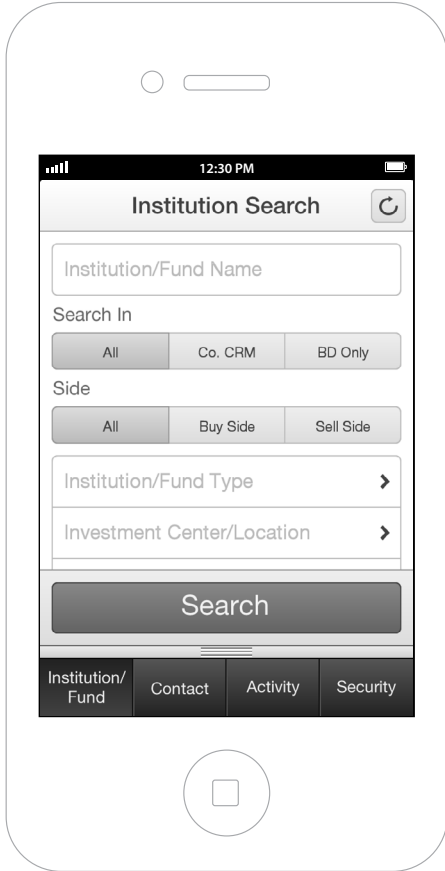 12:30 PM
Institution Search
Institution/Fund Name
Search In
All Co. CRM BD Only
Side
All Buy Side Sell Side
Institution/Fund Type
Investment Center/Location
Search
Institution/
Fund Contact Activity Security